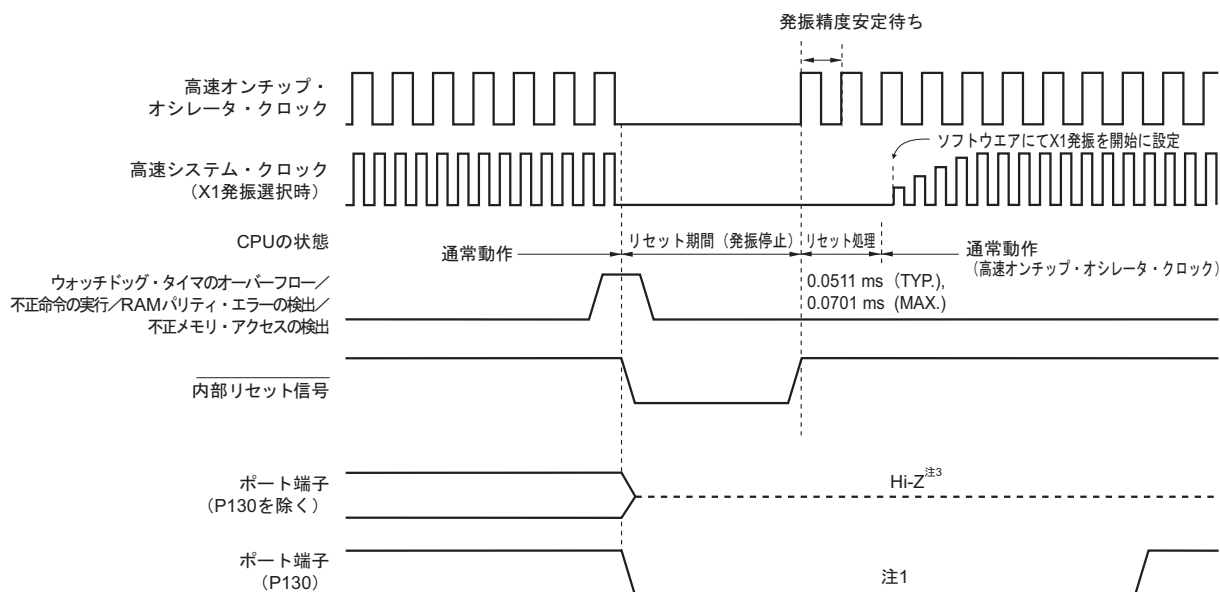 発振精度安定待ち
高速オンチップ・
オシレータ・クロック
ソフトウエアにてX1発振を開始に設定
高速システム・クロック
(X1発振選択時)
CPUの状態
通常動作
リセット期間(発振停止)
リセット処理
通常動作
(高速オンチップ・オシレータ・クロック)
0.0511 ms (TYP.),
0.0701 ms (MAX.)
ウォッチドッグ・タイマのオーバーフロー/
不正命令の実行/RAMパリティ・エラーの検出/
不正メモリ・アクセスの検出
内部リセット信号
ポート端子
(P130を除く)
Hi-Z注3
ポート端子
(P130)
注1